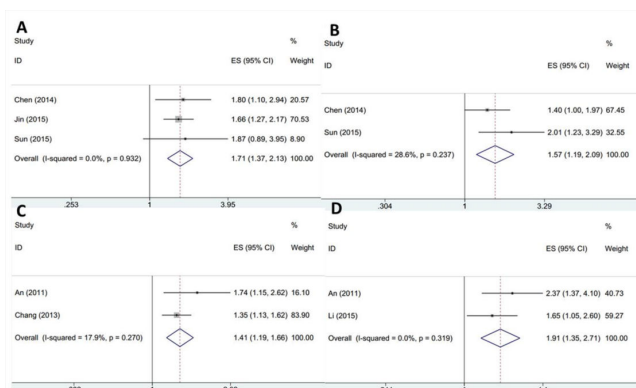 A
Study %
ID ES (95% CI) Weight
Chen (2014) 1.80 (1.10, 2.94) 20.57
Jin (2015) 1.66 (1.27, 2.17) 70.53
Sun (2015) 1.87 (0.89, 3.95) 8.90
Overall (I-squared = 0.0%, p = 0.932) 1.71 (1.37, 2.13) 100.00
.253 1 3.95
B
Study %
ID ES (95% CI) Weight
Chen (2014) 1.40 (1.00, 1.97) 67.45
Sun (2015) 2.01 (1.23, 3.29) 32.55
Overall (I-squared = 28.6%, p = 0.237) 1.57 (1.19, 2.09) 100.00
.304 1 3.29
C
Study %
ID ES (95% CI) Weight
An (2011) 1.74 (1.15, 2.62) 16.10
Chang (2013) 1.35 (1.13, 1.62) 83.90
Overall (I-squared = 17.9%, p = 0.270) 1.41 (1.19, 1.66) 100.00
1
D
Study %
ID ES (95% CI) Weight
An (2011) 2.37 (1.37, 4.10) 40.73
Li (2015) 1.65 (1.05, 2.60) 59.27
Overall (I-squared = 0.0%, p = 0.319) 1.91 (1.35, 2.71) 100.00
1